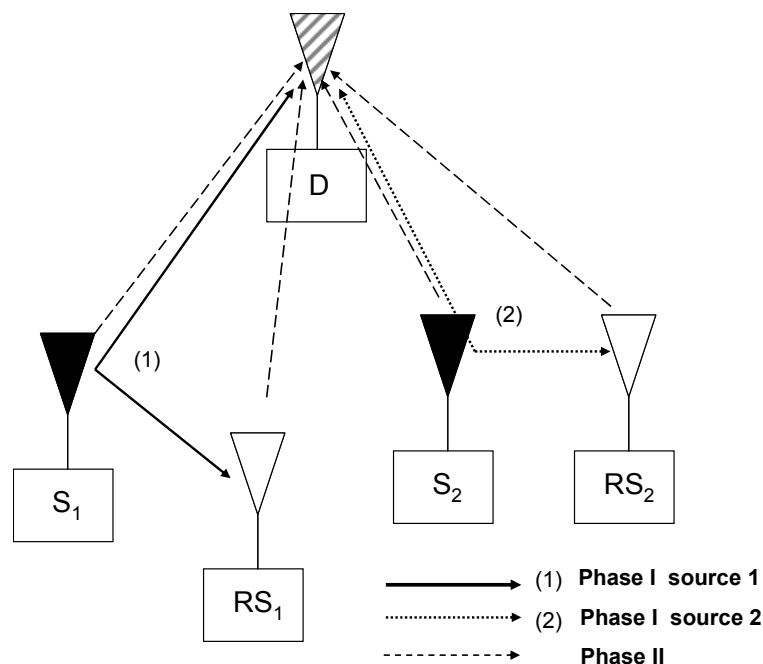 D
(1)
(2)
S₁
S₂
RS₂
RS₁
(1) Phase I source 1
(2) Phase I source 2
Phase II